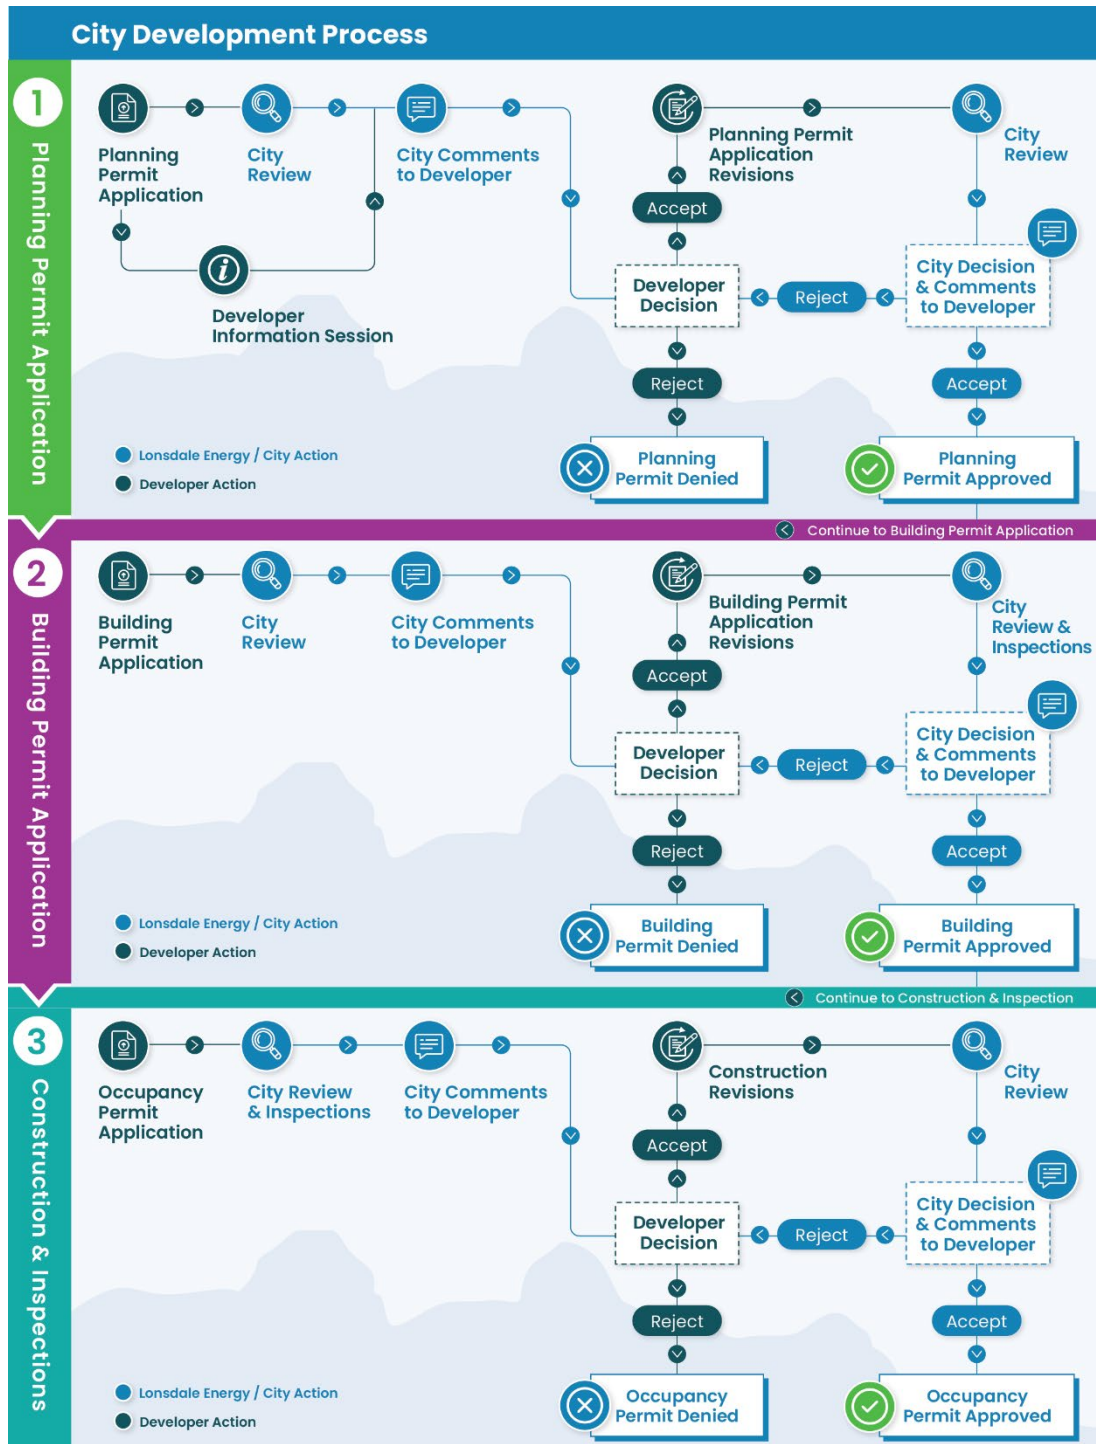 City Development Process
1
Planning Permit Application
Planning
Permit
Application
City
Review
City Comments
to Developer
Developer
Information Session
Planning Permit
Application
Revisions
City
Review
Accept
Developer
Decision
Reject
City Decision
& Comments
to Developer
Reject
Accept
Planning
Permit Denied
Planning
Permit Approved
Lonsdale Energy / City Action
Developer Action
Continue to Building Permit Application
2
Building Permit Application
Building
Permit
Application
City
Review
City Comments
to Developer
Building Permit
Application
Revisions
City
Review &
Inspections
Accept
Developer
Decision
Reject
City Decision
& Comments
to Developer
Reject
Accept
Building
Permit Denied
Building
Permit Approved
Lonsdale Energy / City Action
Developer Action
Continue to Construction & Inspection
3
Construction & Inspections
Occupancy
Permit
Application
City Review
& Inspections
City Comments
to Developer
Construction
Revisions
City
Review
Accept
Developer
Decision
Reject
City Decision
& Comments
to Developer
Reject
Accept
Occupancy
Permit Denied
Occupancy
Permit Approved
Lonsdale Energy / City Action
Developer Action